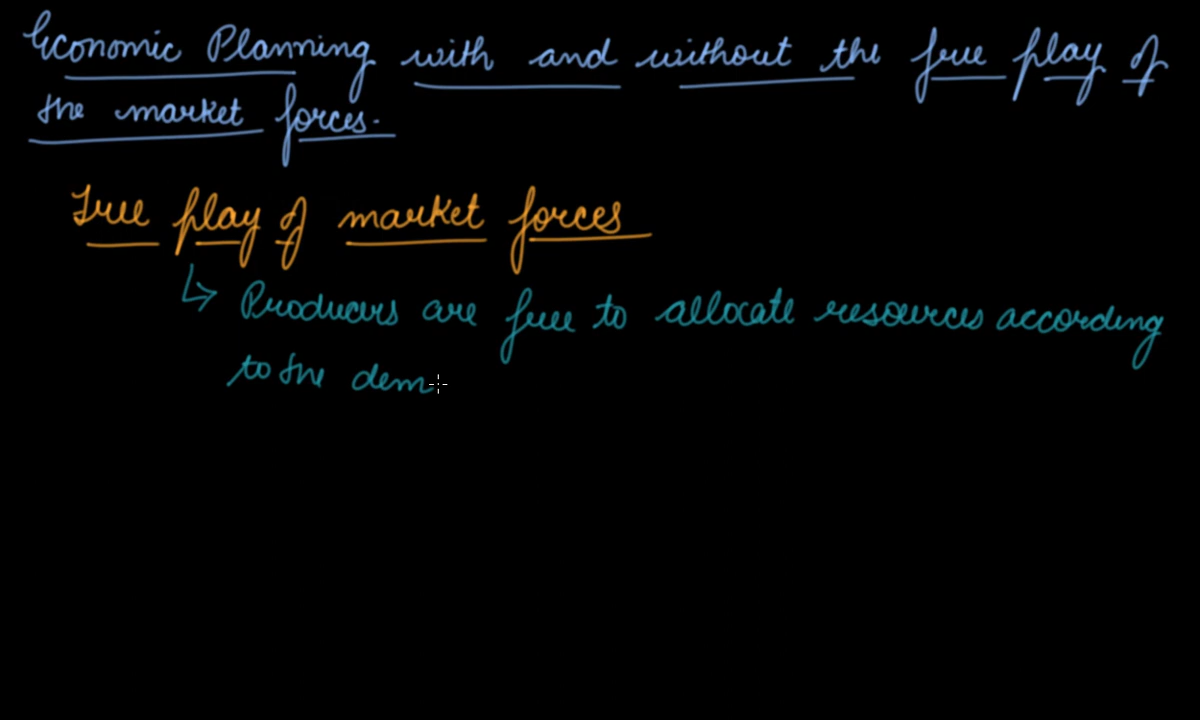 Economic Planning with and without the free play of
the market forces.
Free play of market forces
Producers are free to allocate resources according
to the dem